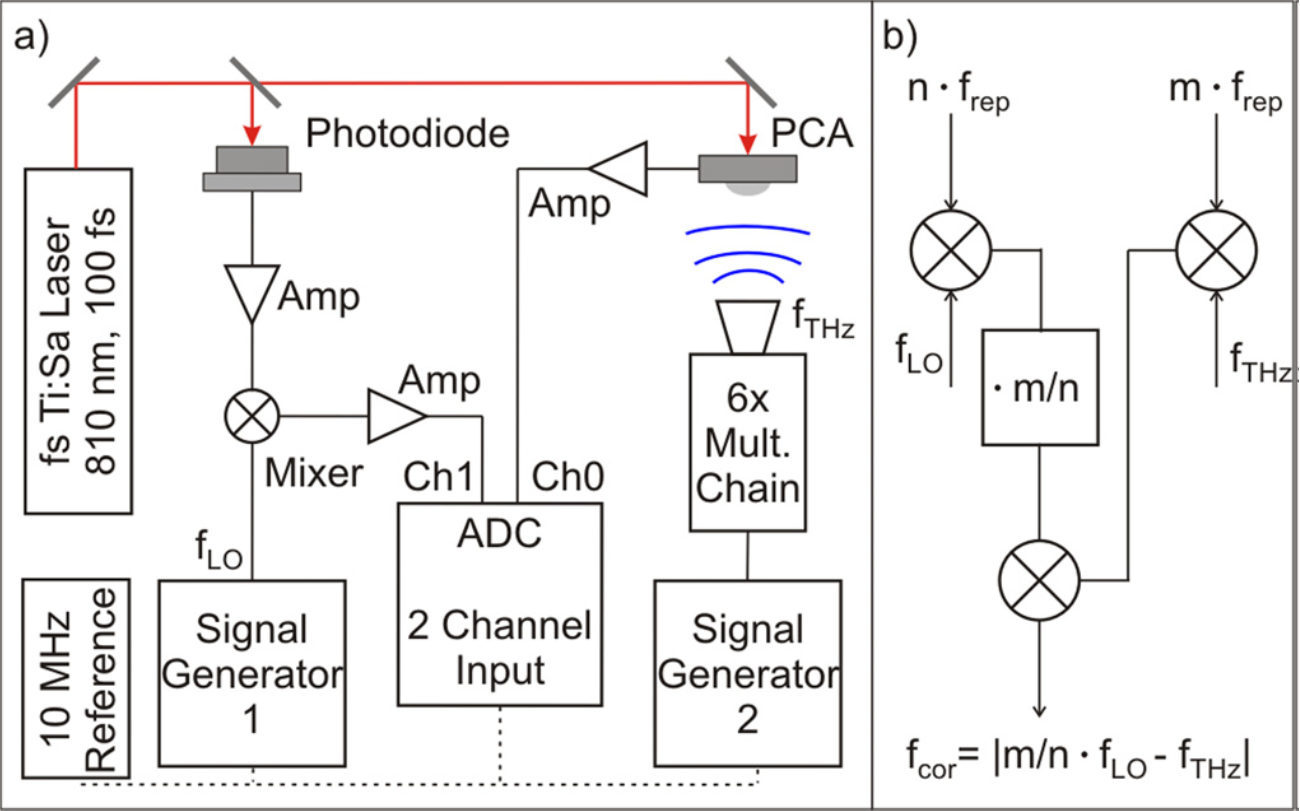 a)
Photodiode
PCA
Amp
fs Ti:Sa Laser
810 nm, 100 fs
Amp
f_THz
Amp
6x
Mult.
Chain
Mixer
Ch1
Ch0
f_LO
ADC
2 Channel
Input
10 MHz
Reference
Signal
Generator
1
Signal
Generator
2
b)
n · f_rep
m · f_rep
f_LO
f_THz
· m/n
f_cor= |m/n · f_LO - f_THz|